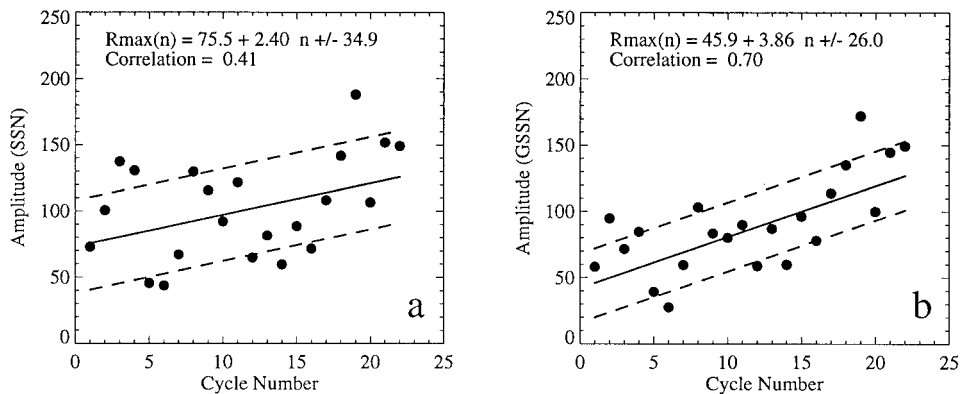 Rmax(n) = 75.5 + 2.40 n +/- 34.9
Correlation = 0.41
250
200
150
100
50
0
Amplitude (SSN)
0 5 10 15 20 25
Cycle Number
a
Rmax(n) = 45.9 + 3.86 n +/- 26.0
Correlation = 0.70
250
200
150
100
50
0
Amplitude (GSSN)
0 5 10 15 20 25
Cycle Number
b